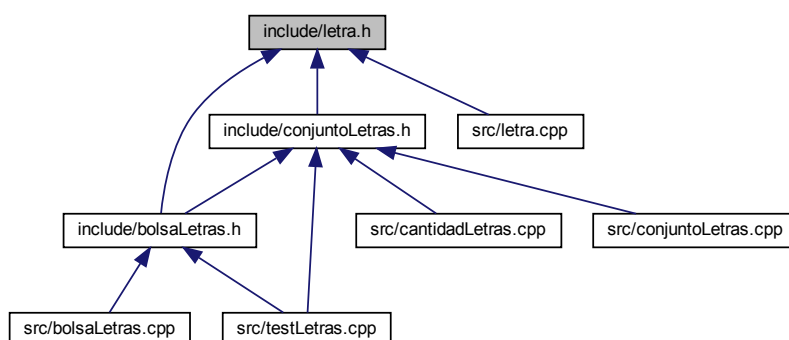 include/letra.h
include/conjuntoLetras.h
src/letra.cpp
include/bolsaLetras.h
src/cantidadLetras.cpp
src/conjuntoLetras.cpp
src/bolsaLetras.cpp
src/testLetras.cpp